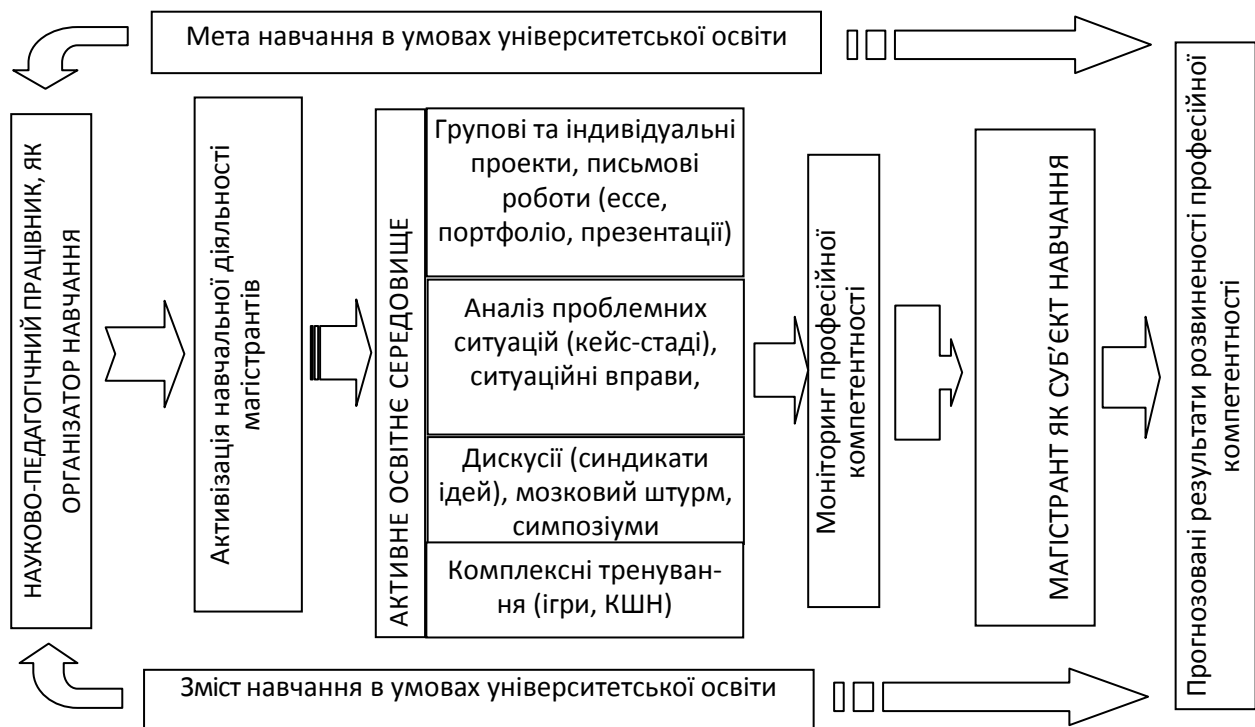 Мета навчання в умовах університетської освіти
НАУКОВО-ПЕДАГОГІЧНИЙ ПРАЦІВНИК, ЯК
ОРГАНІЗАТОР НАВЧАННЯ
Активізація навчальної діяльності
магістрантів
АКТИВНЕ ОСВІТНЄ СЕРЕДОВИЩЕ
Групові та індивідуальні
проекти, письмові
роботи (ессе,
портфоліо, презентації)
Аналіз проблемних
ситуацій (кейс-стаді),
ситуаційні вправи,
Дискусії (синдикати
ідей), мозковий штурм,
симпозіуми
Комплексні тренуван-
ня (ігри, КШН)
Моніторинг професійної
компетентності
МАГІСТРАНТ ЯК СУБ’ЄКТ НАВЧАННЯ
Прогнозовані результати розвиненості професійної
компетентності
Зміст навчання в умовах університетської освіти